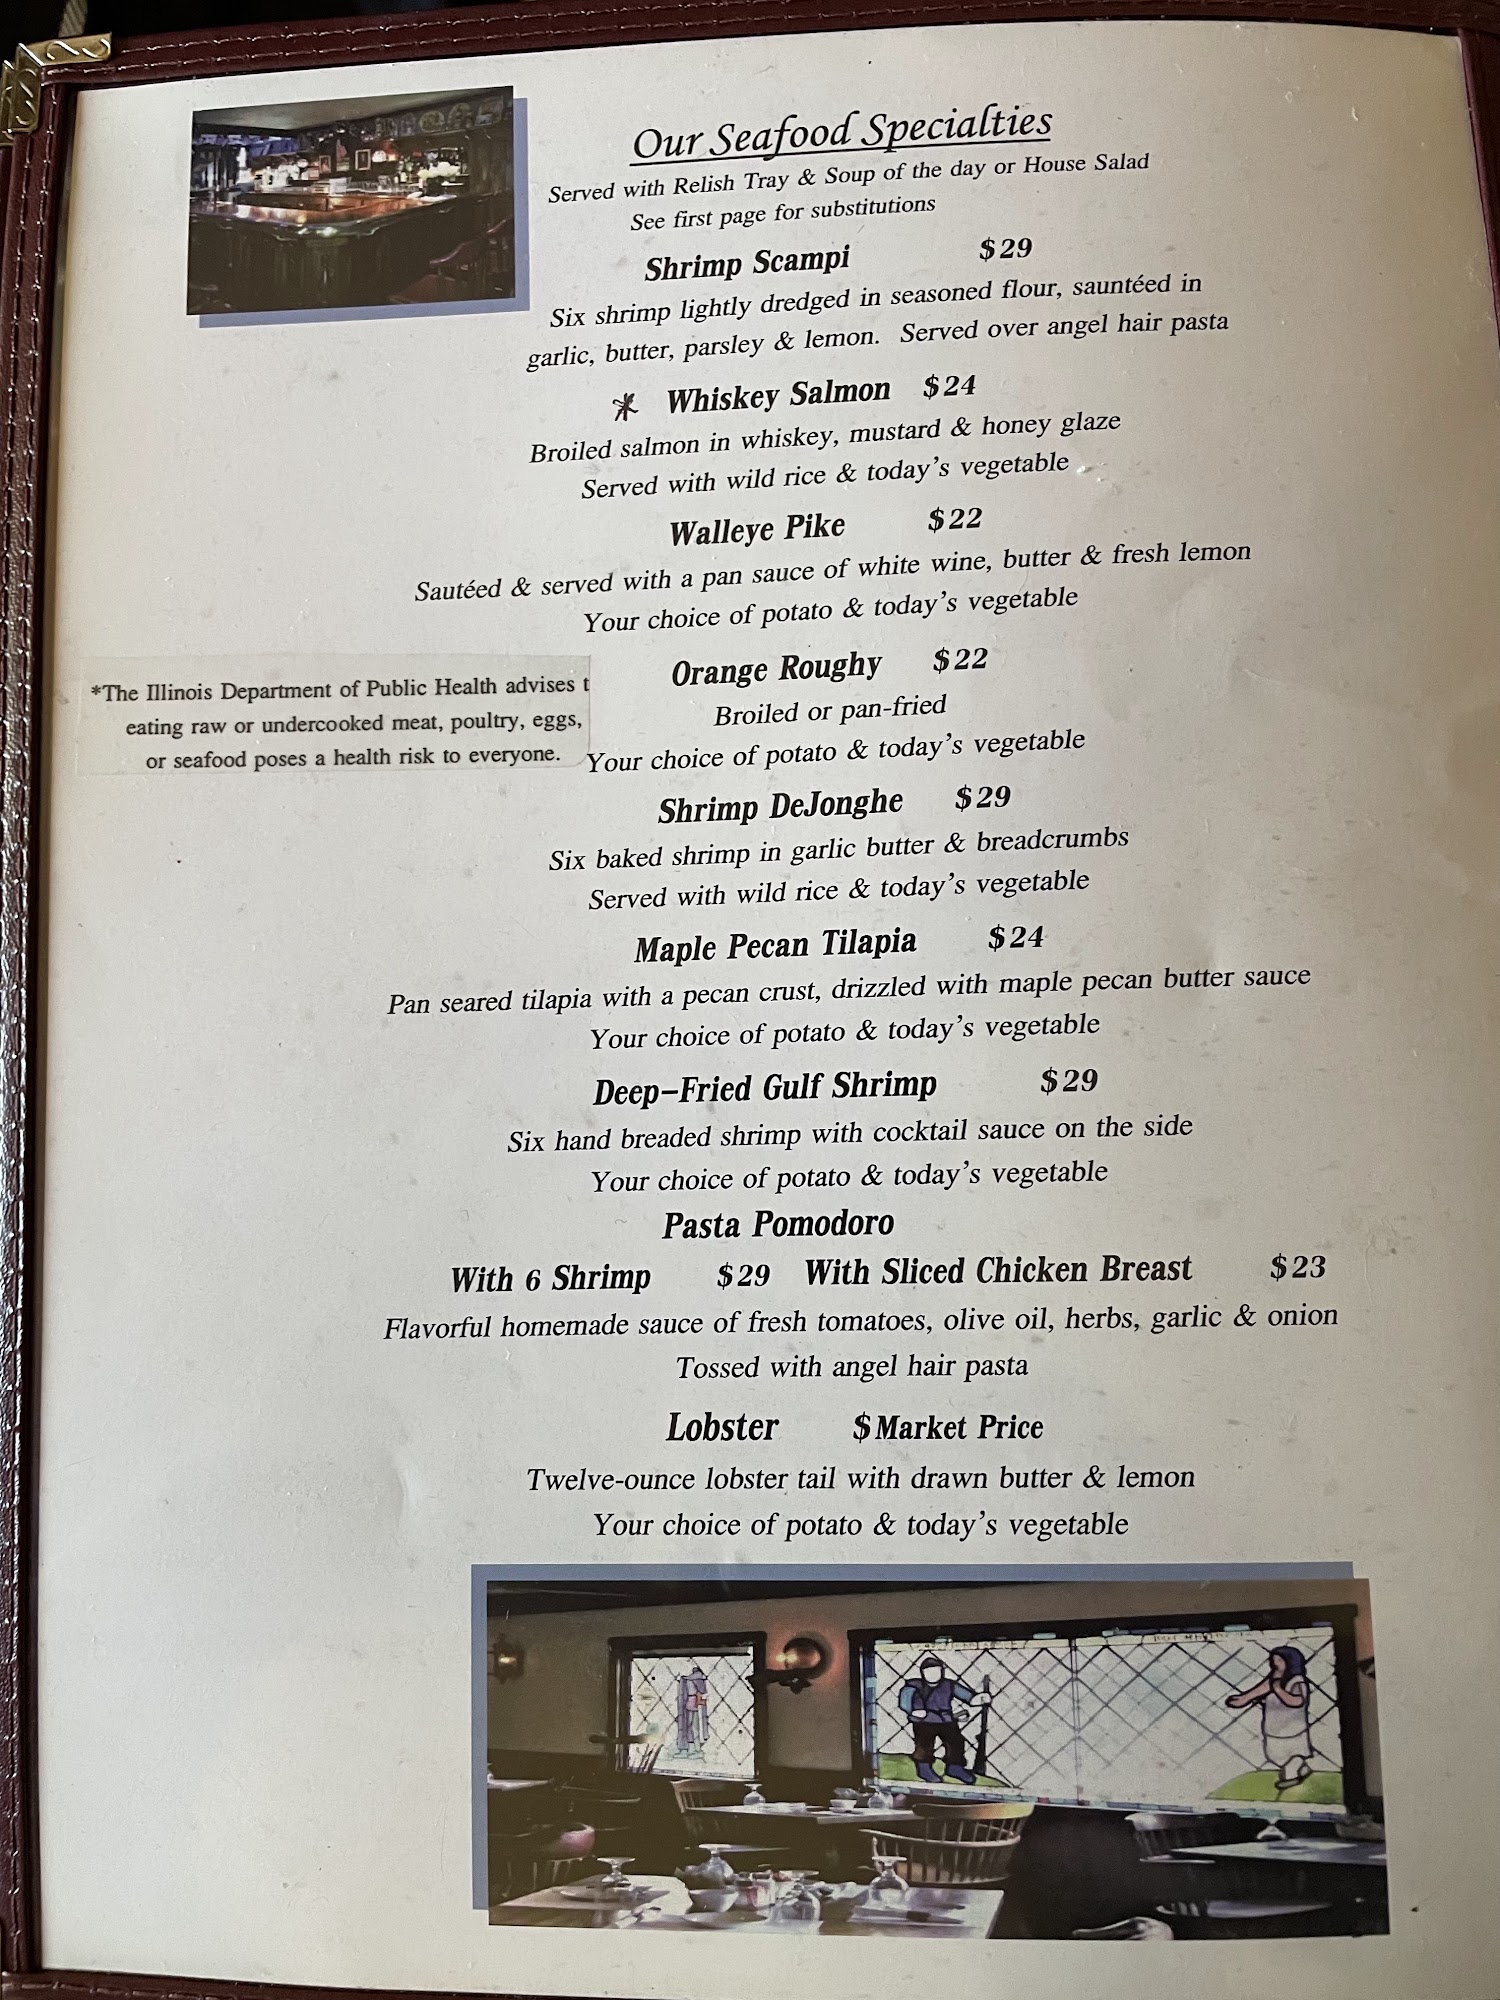 Our Seafood Specialties
Served with Relish Tray & Soup of the day or House Salad
See first page for substitutions
Shrimp Scampi $29
Six shrimp lightly dredged in seasoned flour, sauntéed in
garlic, butter, parsley & lemon. Served over angel hair pasta
* Whiskey Salmon $24
Broiled salmon in whiskey, mustard & honey glaze
Served with wild rice & today's vegetable
Walleye Pike $22
Sautéed & served with a pan sauce of white wine, butter & fresh lemon
Your choice of potato & today's vegetable
Orange Roughy $22
Broiled or pan-fried
Your choice of potato & today's vegetable
*The Illinois Department of Public Health advises t
eating raw or undercooked meat, poultry, eggs,
or seafood poses a health risk to everyone.
Shrimp DeJonghe $29
Six baked shrimp in garlic butter & breadcrumbs
Served with wild rice & today's vegetable
Maple Pecan Tilapia $24
Pan seared tilapia with a pecan crust, drizzled with maple pecan butter sauce
Your choice of potato & today's vegetable
Deep-Fried Gulf Shrimp $29
Six hand breaded shrimp with cocktail sauce on the side
Your choice of potato & today's vegetable
Pasta Pomodoro
With 6 Shrimp $29 With Sliced Chicken Breast $23
Flavorful homemade sauce of fresh tomatoes, olive oil, herbs, garlic & onion
Tossed with angel hair pasta
Lobster $Market Price
Twelve-ounce lobster tail with drawn butter & lemon
Your choice of potato & today's vegetable